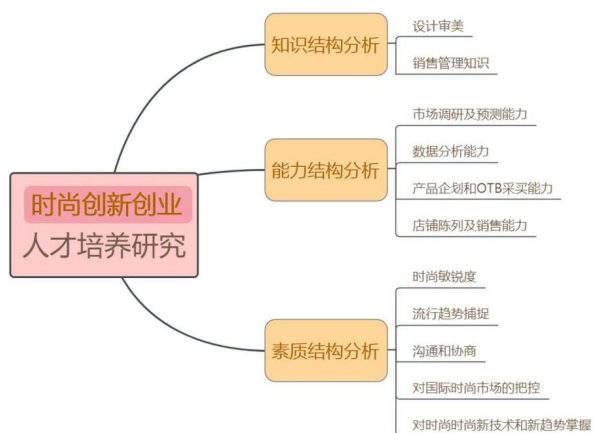 时尚创新创业
人才培养研究
知识结构分析
设计审美
销售管理知识
能力结构分析
市场调研及预测能力
数据分析能力
产品企划和OTB采买能力
店铺陈列及销售能力
素质结构分析
时尚敏锐度
流行趋势捕捉
沟通和协商
对国际时尚市场的把控
对时尚时尚新技术和新趋势掌握